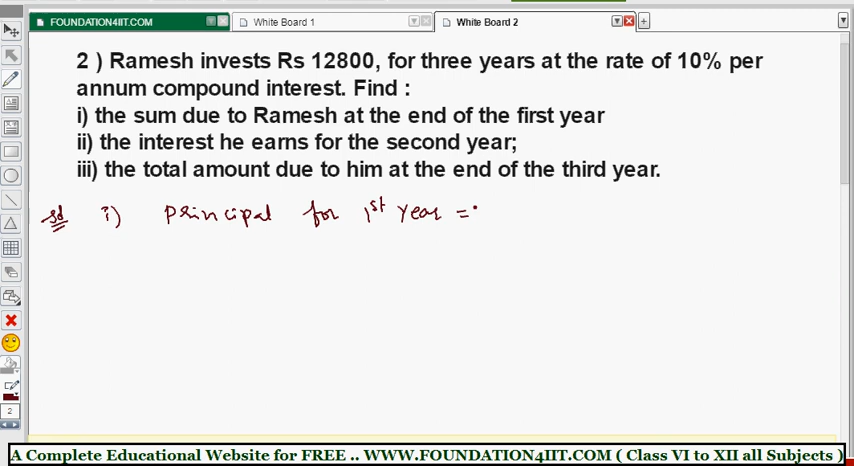 FOUNDATION4IIT.COM White Board 1 White Board 2
2 ) Ramesh invests Rs 12800, for three years at the rate of 10% per
annum compound interest. Find :
i) the sum due to Ramesh at the end of the first year
ii) the interest he earns for the second year;
iii) the total amount due to him at the end of the third year.
sol i) Principal for 1st year =
2
A Complete Educational Website for FREE .. WWW.FOUNDATION4IIT.COM ( Class VI to XII all Subjects )